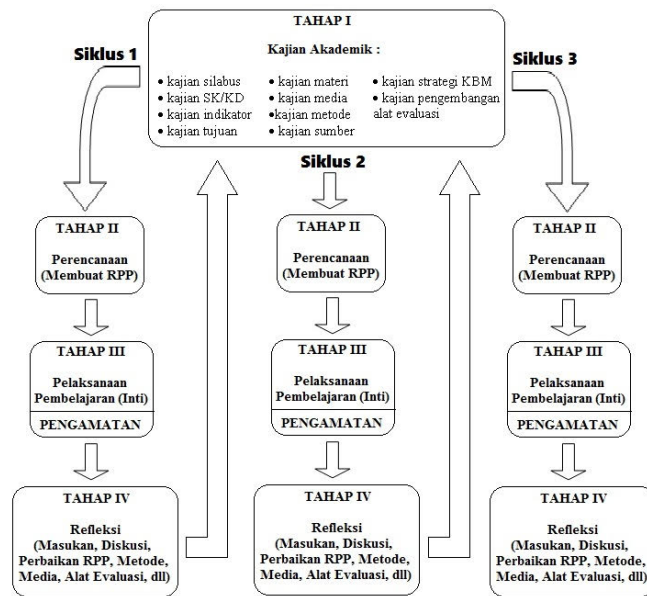 TAHAP I
Kajian Akademik :
Siklus 1
Siklus 3
• kajian silabus
• kajian SK/KD
• kajian indikator
• kajian tujuan
• kajian materi
• kajian media
•kajian metode
• kajian sumber
• kajian strategi KBM
• kajian pengembangan
alat evaluasi
Siklus 2
TAHAP II
Perencanaan
(Membuat RPP)
TAHAP III
Pelaksanaan
Pembelajaran (Inti)
PENGAMATAN
TAHAP IV
Refleksi
(Masukan, Diskusi,
Perbaikan RPP, Metode,
Media, Alat Evaluasi, dll)
TAHAP II
Perencanaan
(Membuat RPP)
TAHAP III
Pelaksanaan
Pembelajaran (Inti)
PENGAMATAN
TAHAP IV
Refleksi
(Masukan, Diskusi,
Perbaikan RPP, Metode,
Media, Alat Evaluasi, dll)
TAHAP II
Perencanaan
(Membuat RPP)
TAHAP III
Pelaksanaan
Pembelajaran (Inti)
PENGAMATAN
TAHAP IV
Refleksi
(Masukan, Diskusi,
Perbaikan RPP, Metode,
Media, Alat Evaluasi, dll)